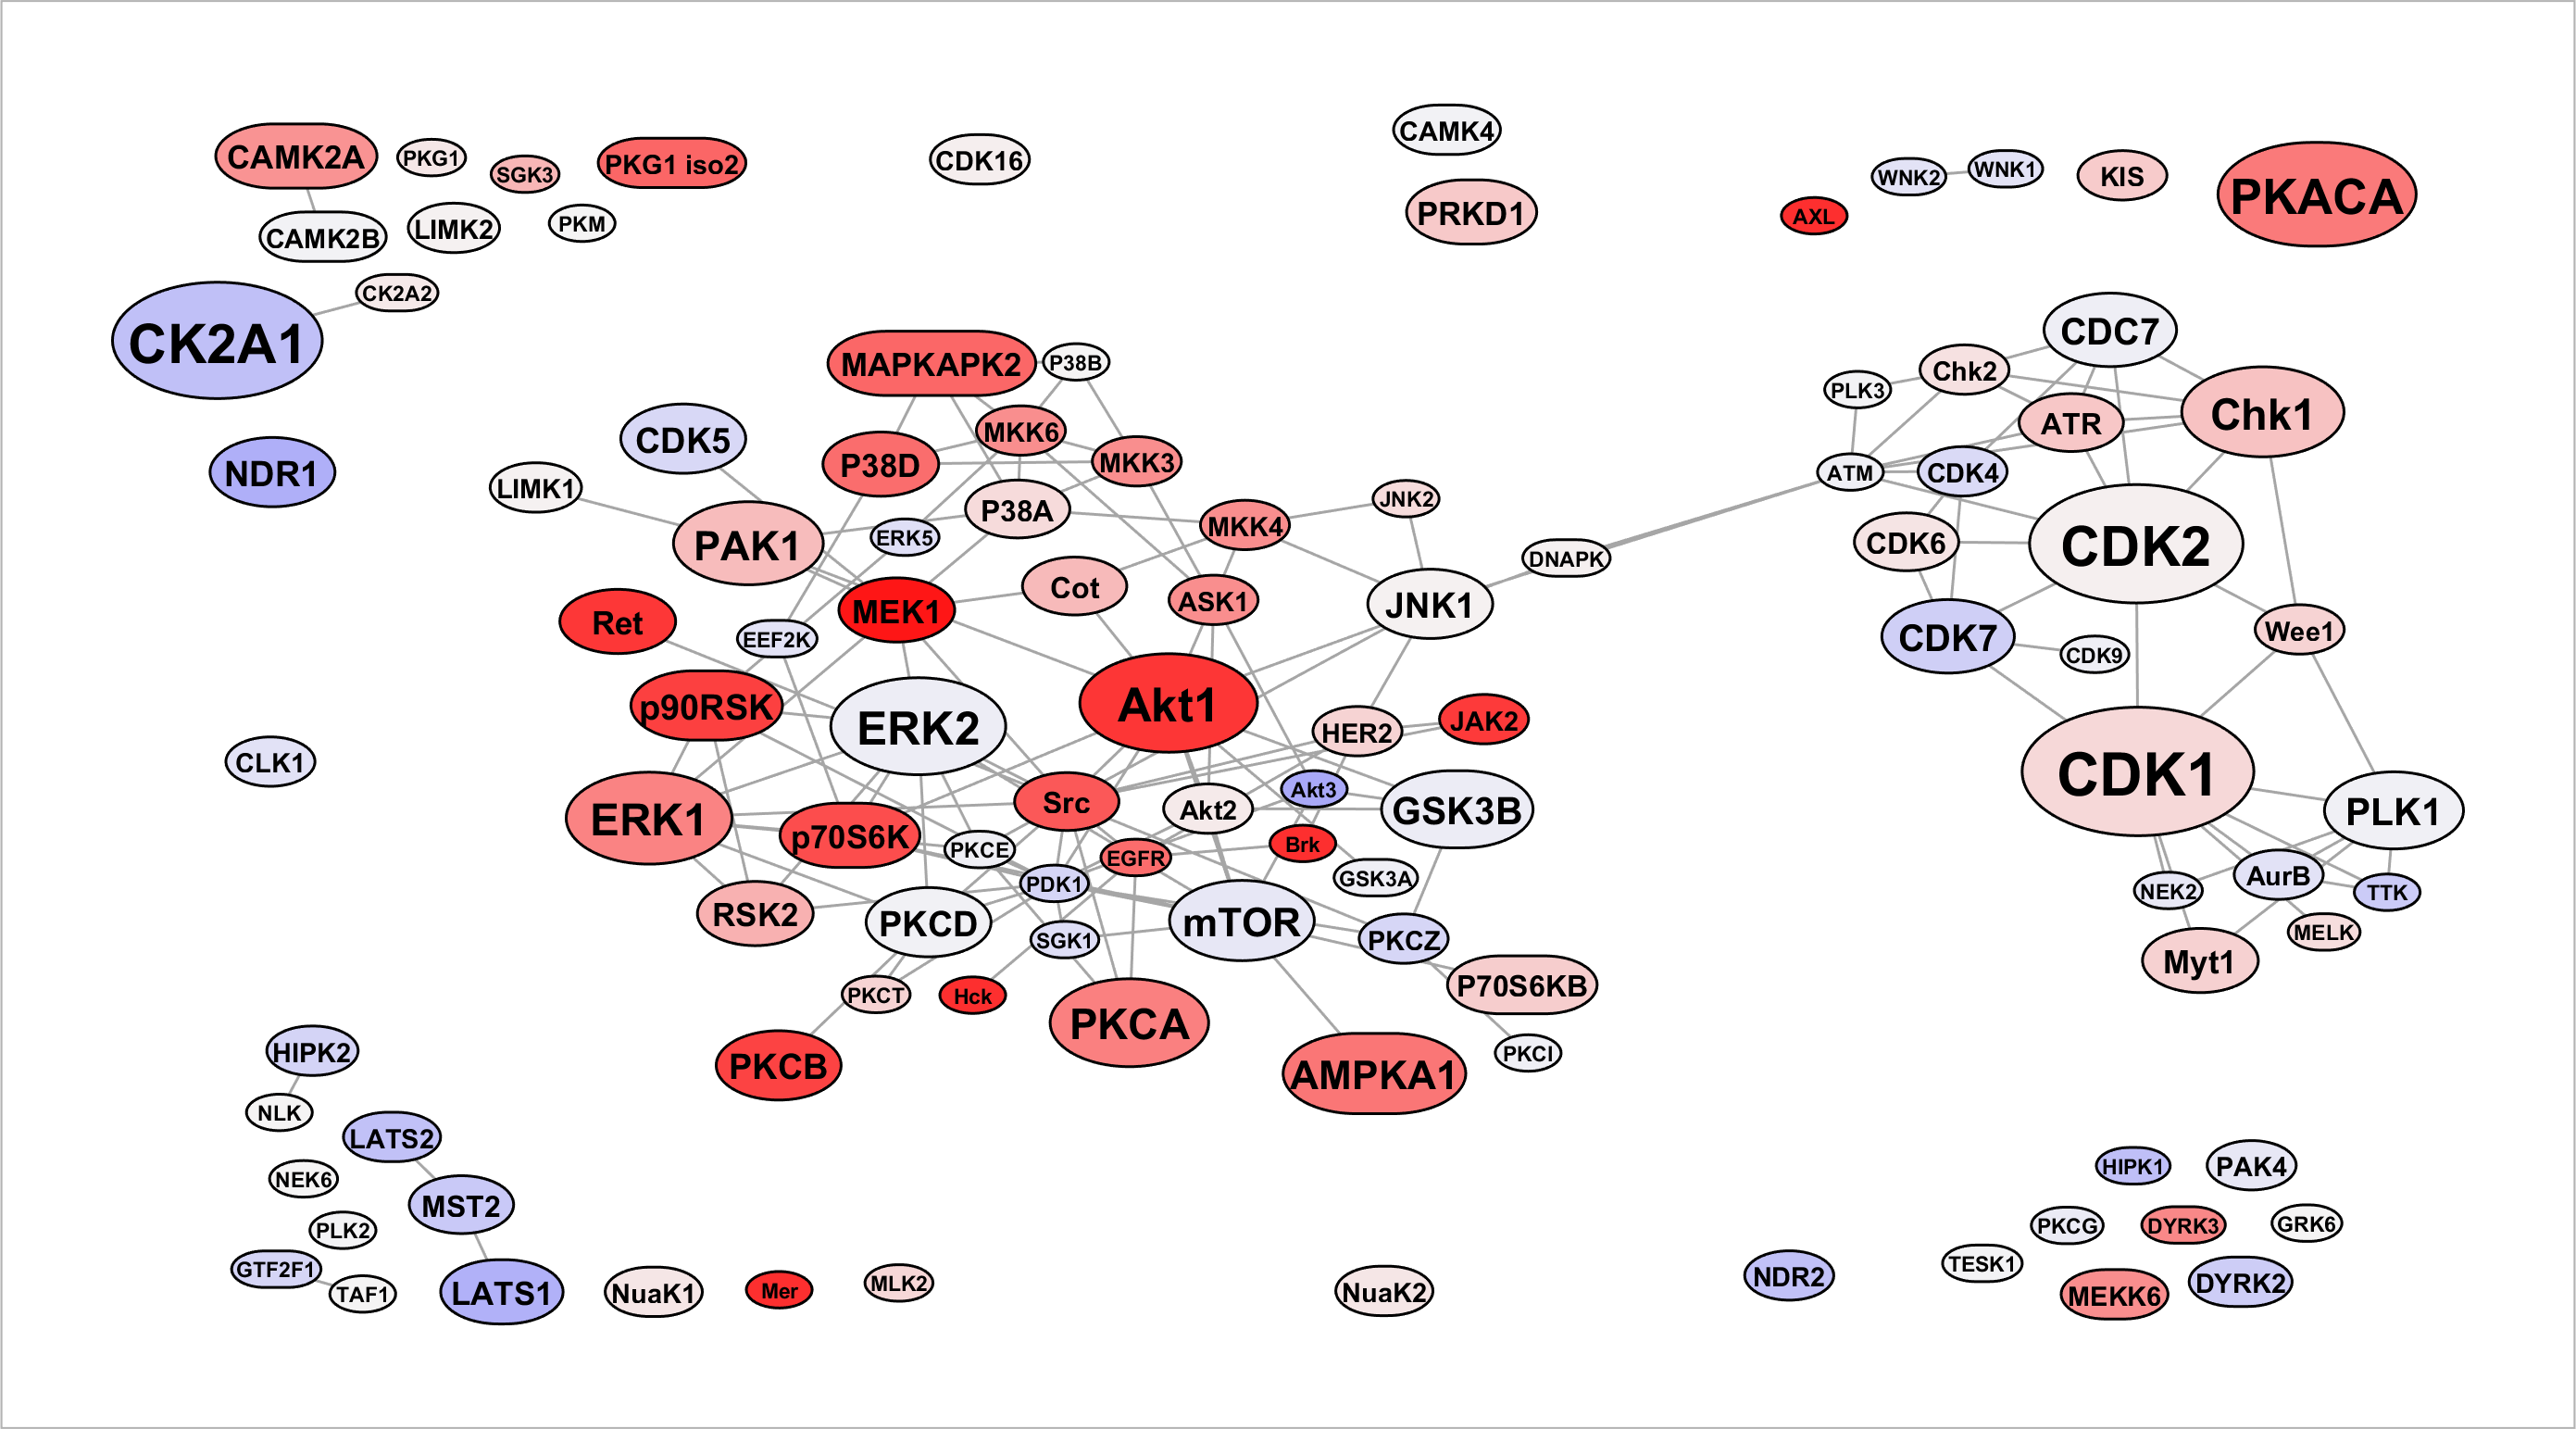 CAMK2A
PKG1
SGK3
PKG1 iso2
CDK16
CAMK4
PRKD1
WNK2
WNK1
KIS
PKACA
AXL
CAMK2B
LIMK2
PKM
CK2A2
CK2A1
NDR1
MAPKAPK2
P38B
CDK5
MKK6
P38D
MKK3
LIMK1
P38A
PAK1
ERK5
MKK4
JNK2
Cot
ASK1
MEK1
JNK1
DNAPK
Ret
EEF2K
p90RSK
ERK2
Akt1
HER2
JAK2
CLK1
ERK1
p70S6K
Src
Akt2
Akt3
GSK3B
PKCE
EGFR
Brk
PDK1
GSK3A
RSK2
PKCD
SGK1
mTOR
PKCZ
PKCT
Hck
PKCA
P70S6KB
PKCB
AMPKA1
PKCI
CDC7
Chk2
PLK3
ATR
Chk1
ATM
CDK4
CDK6
CDK2
CDK7
CDK9
Wee1
CDK1
PLK1
NEK2
AurB
TTK
MELK
Myt1
HIPK2
NLK
LATS2
NEK6
MST2
PLK2
GTF2F1
TAF1
LATS1
NuaK1
Mer
MLK2
NuaK2
NDR2
HIPK1
PAK4
PKCG
DYRK3
GRK6
TESK1
MEKK6
DYRK2